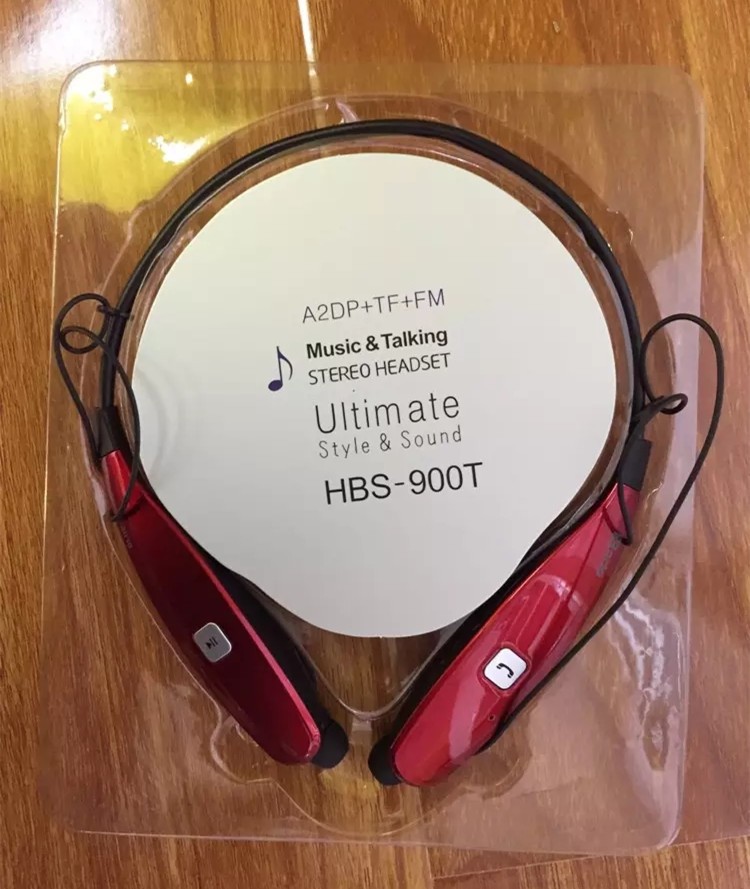 A2DP+TF+FM
Music & Talking
STEREO HEADSET
Ultimate
Style & Sound
HBS-900T